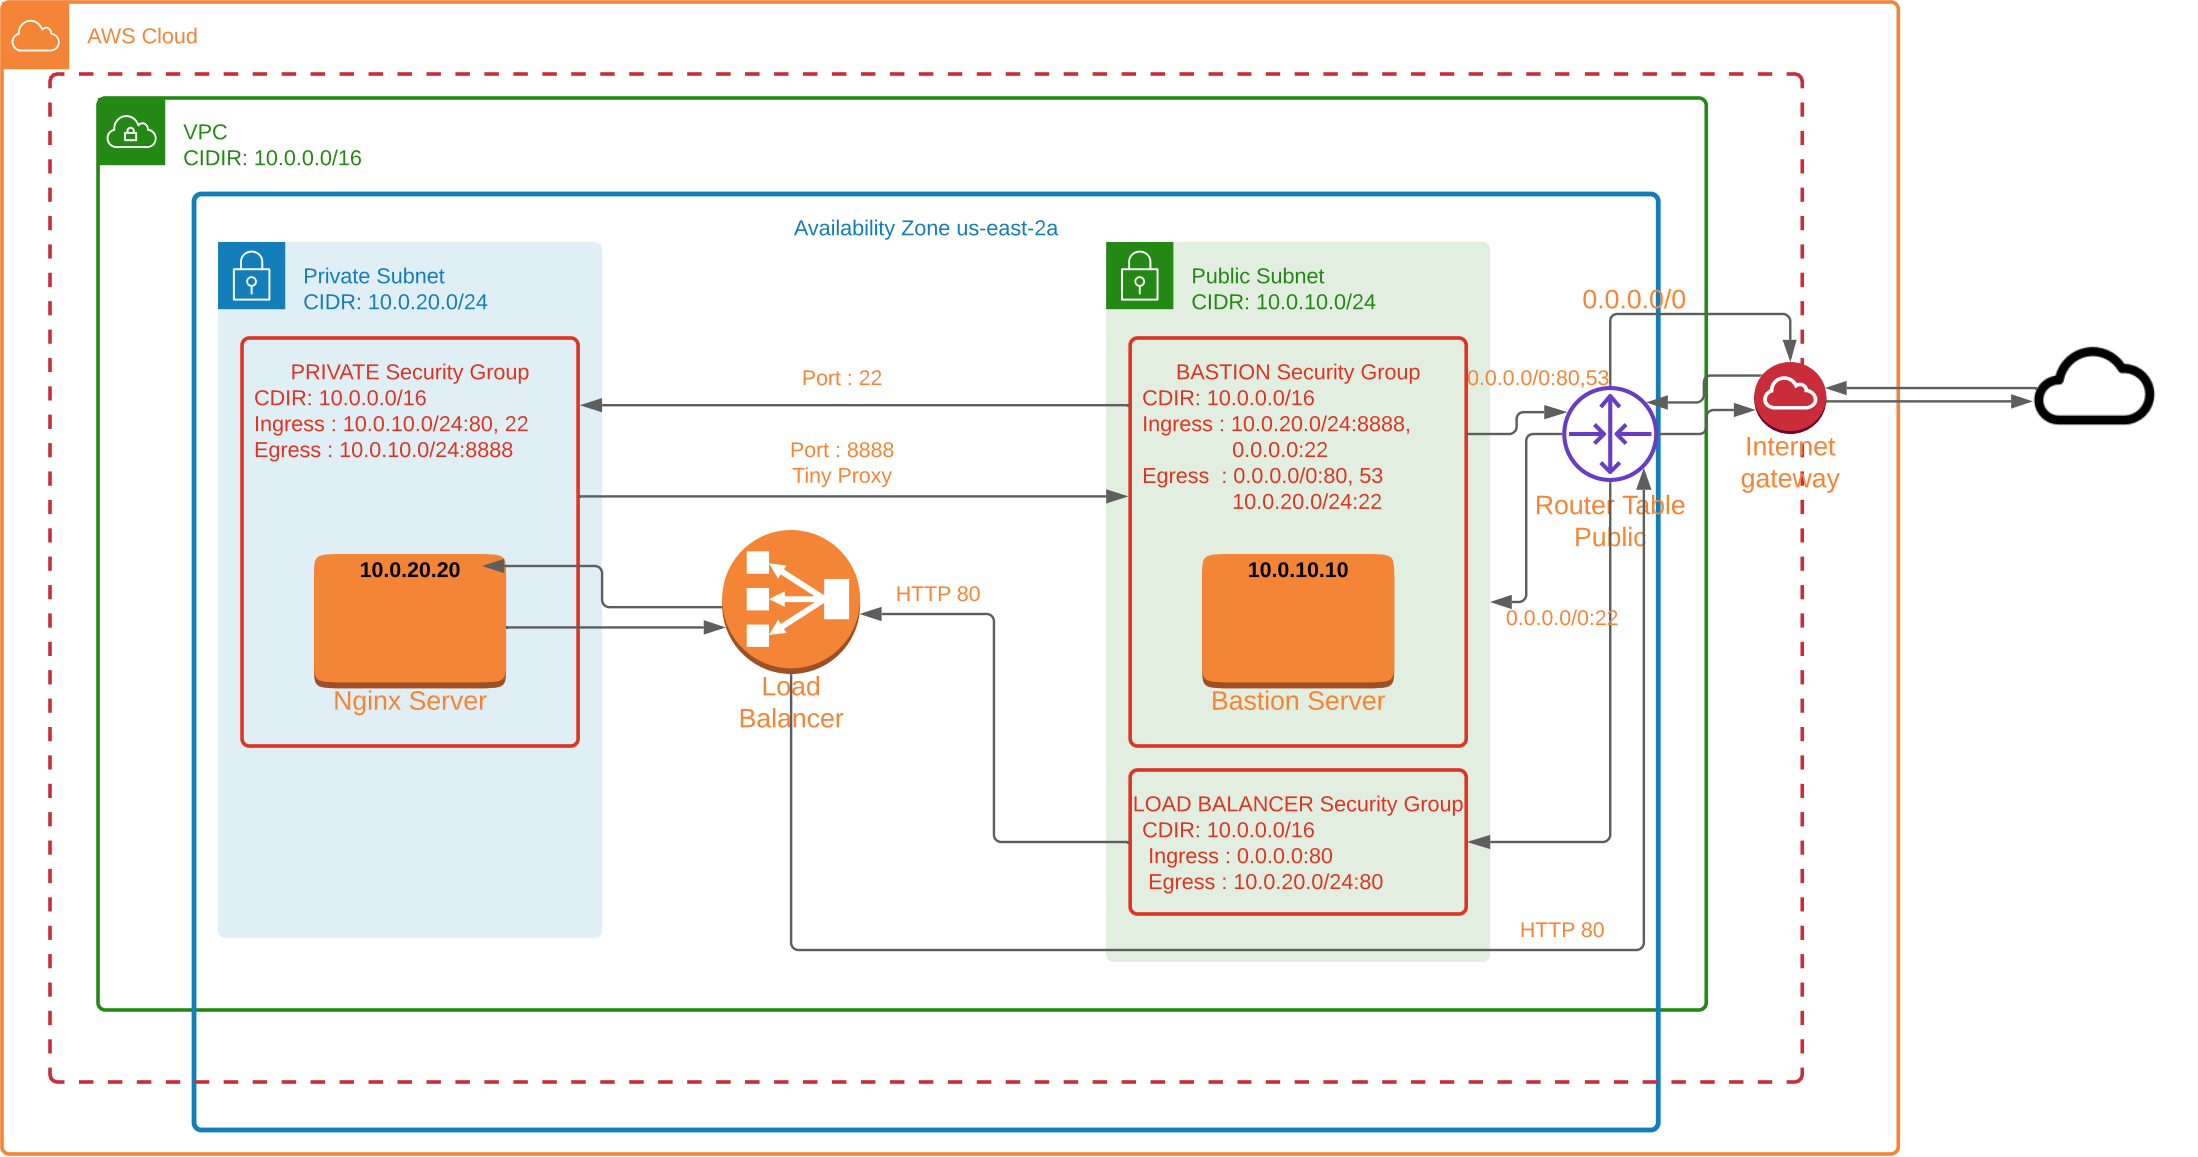 AWS Cloud
VPC
CIDIR: 10.0.0.0/16
Availability Zone us-east-2a
Private Subnet
CIDR: 10.0.20.0/24
PRIVATE Security Group
CDIR: 10.0.0.0/16
Ingress : 10.0.10.0/24:80, 22
Egress : 10.0.10.0/24:8888
10.0.20.20
Nginx Server
Port : 22
Port : 8888
Tiny Proxy
Load
Balancer
HTTP 80
Public Subnet
CIDR: 10.0.10.0/24
BASTION Security Group
CDIR: 10.0.0.0/16
Ingress : 10.0.20.0/24:8888,
0.0.0.0:22
Egress : 0.0.0.0/0:80, 53
10.0.20.0/24:22
10.0.10.10
Bastion Server
LOAD BALANCER Security Group
CDIR: 10.0.0.0/16
Ingress : 0.0.0.0:80
Egress : 10.0.20.0/24:80
0.0.0.0/0
0.0.0.0/0:80,53
Router Table
Public
0.0.0.0/0:22
HTTP 80
Internet
gateway